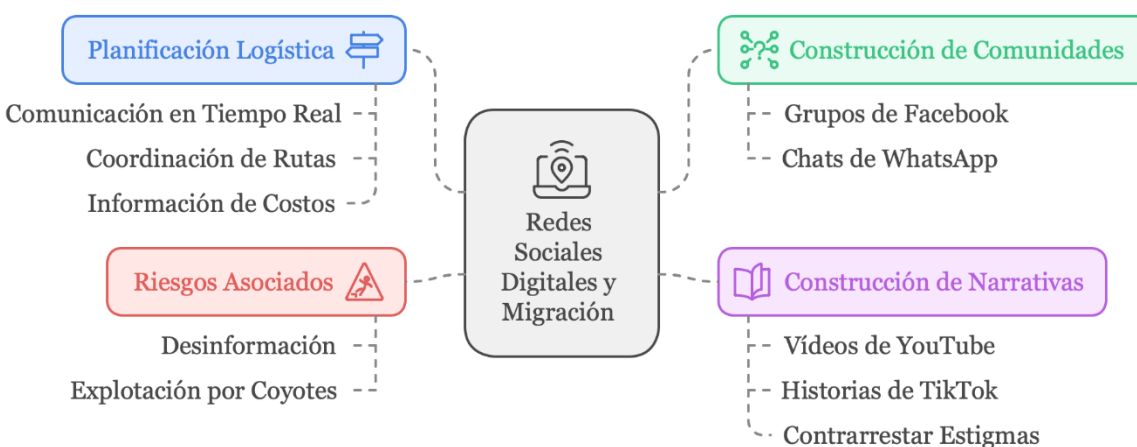 Planificación Logística
Comunicación en Tiempo Real
Coordinación de Rutas
Información de Costos
Riesgos Asociados
Desinformación
Explotación por Coyotes
Redes
Sociales
Digitales y
Migración
Construcción de Comunidades
Grupos de Facebook
Chats de WhatsApp
Construcción de Narrativas
Vídeos de YouTube
Historias de TikTok
Contrarrestar Estigmas